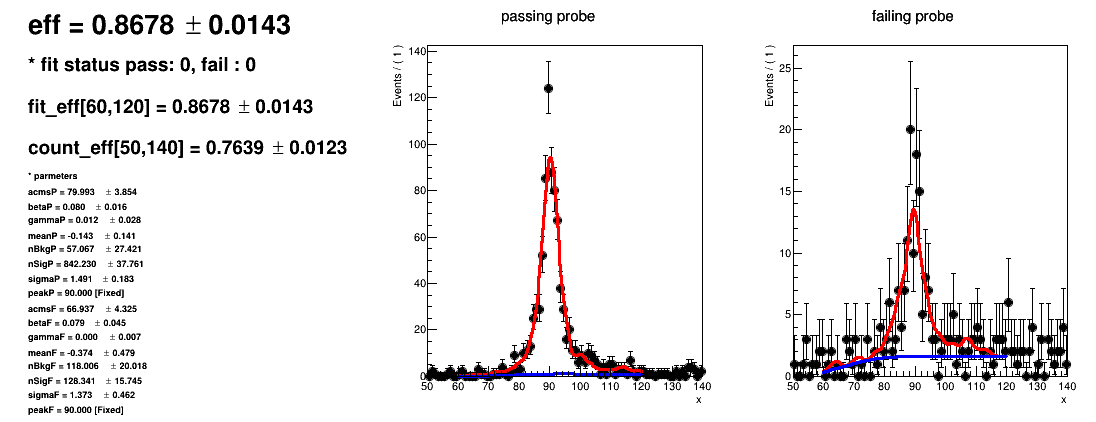 eff = 0.8678 ± 0.0143
* fit status pass: 0, fail : 0
fit_eff[60,120] = 0.8678 ± 0.0143
count_eff[50,140] = 0.7639 ± 0.0123
* parmeters
acmsP = 79.993 ± 3.854
betaP = 0.080 ± 0.016
gammaP = 0.012 ± 0.028
meanP = -0.143 ± 0.141
nBkgP = 57.067 ± 27.421
nSigP = 842.230 ± 37.761
sigmaP = 1.491 ± 0.183
peakP = 90.000 [Fixed]
acmsF = 66.937 ± 4.325
betaF = 0.079 ± 0.045
gammaF = 0.000 ± 0.007
meanF = -0.374 ± 0.479
nBkgF = 118.006 ± 20.018
nSigF = 128.341 ± 15.745
sigmaF = 1.373 ± 0.462
peakF = 90.000 [Fixed]
passing probe
Events / ( 1 )
140
120
100
80
60
40
20
0
50 60 70 80 90 100 110 120 130 140
x
failing probe
Events / ( 1 )
25
20
15
10
5
0
50 60 70 80 90 100 110 120 130 140
x